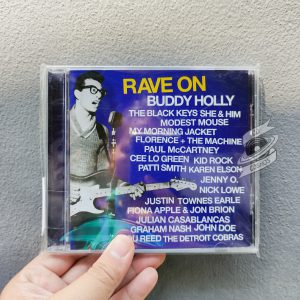 RAVE ON
BUDDY HOLLY
THE BLACK KEYS SHE & HIM
MODEST MOUSE
MY MORNING JACKET
FLORENCE + THE MACHINE
PAUL McCARTNEY
CEE LO GREEN KID ROCK
PATTI SMITH KAREN ELSON
JENNY O.
NICK LOWE
JUSTIN TOWNES EARLE
FIONA APPLE & JON BRION
JULIAN CASABLANCAS
GRAHAM NASH JOHN DOE
LOU REED THE DETROIT COBRAS